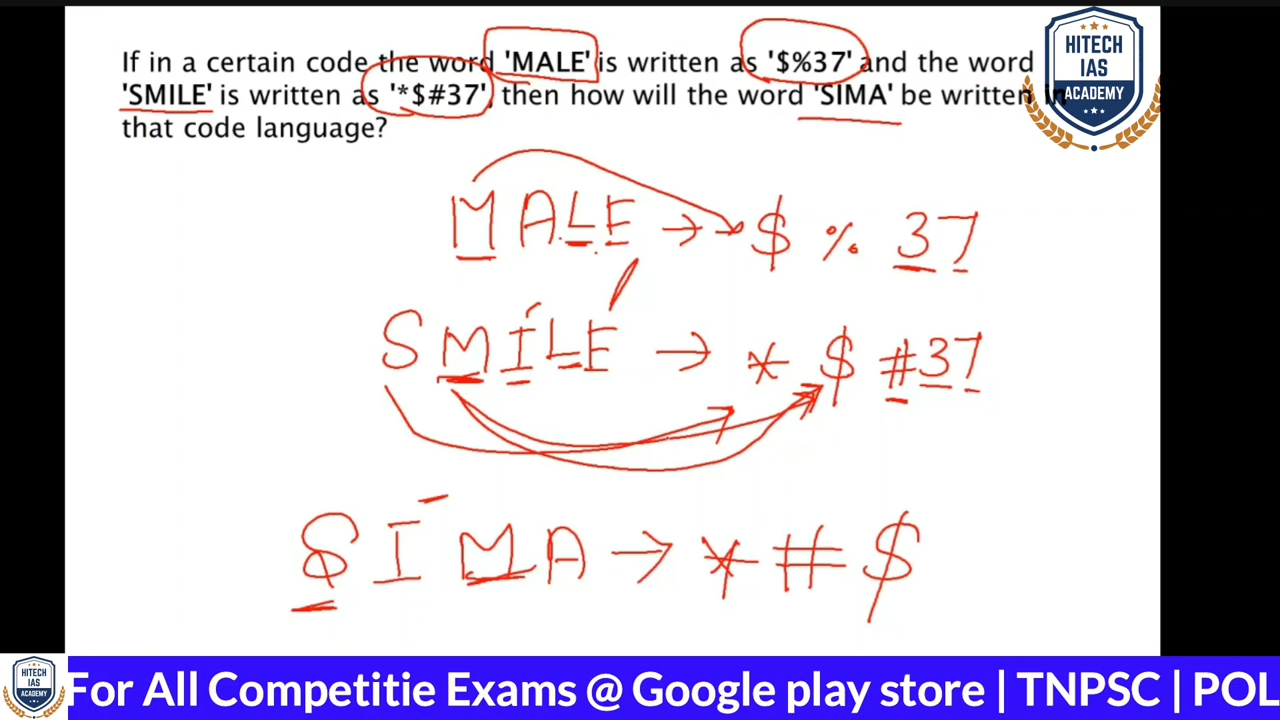 If in a certain code the word 'MALE' is written as '$%37' and the word
'SMILE' is written as '*$#37', then how will the word 'SIMA' be written in
that code language?
HITECH
IAS
ACADEMY
MALE → $ % 37
SMILE → * $ #37
SIMA → * # $
HITECH
IAS
ACADEMY
For All Competitie Exams @ Google play store | TNPSC | POL